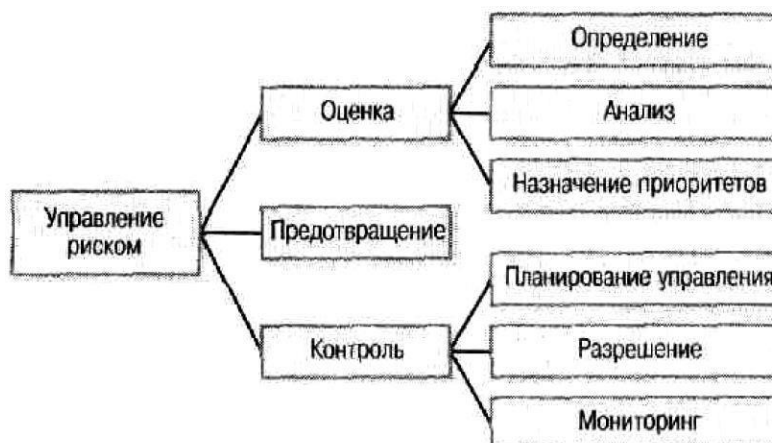 Управление
риском
Оценка
Предотвращение
Контроль
Определение
Анализ
Назначение приоритетов
Планирование управления
Разрешение
Мониторинг